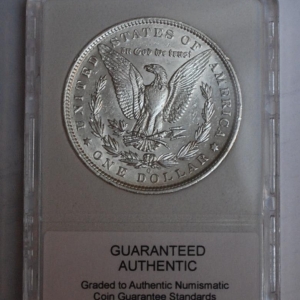 UNITED STATES OF AMERICA
In God we trust
ONE DOLLAR
GUARANTEED
AUTHENTIC
Graded to Authentic Numismatic
Coin Guarantee Standards